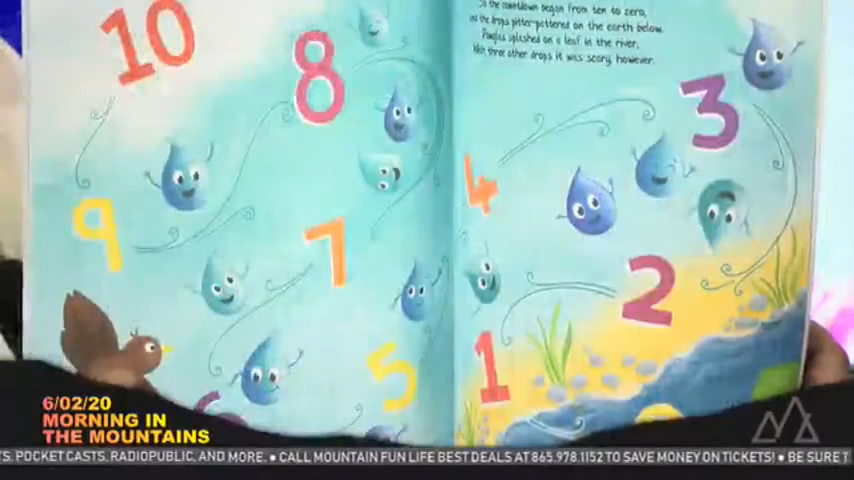 10
So the countdown began from ten to zero,
and the drops pitter-pattered on the earth below.
splashed on a leaf in the river.
With three other drops it was scary, however.
8
3
4
9
7
2
1
5
6/02/20
MORNING IN
THE MOUNTAINS
TS, POCKET CASTS, RADIOPUBLIC, AND MORE. • CALL MOUNTAIN FUN LIFE BEST DEALS AT 865.978.1152 TO SAVE MONEY ON TICKETS! • BE SURE T